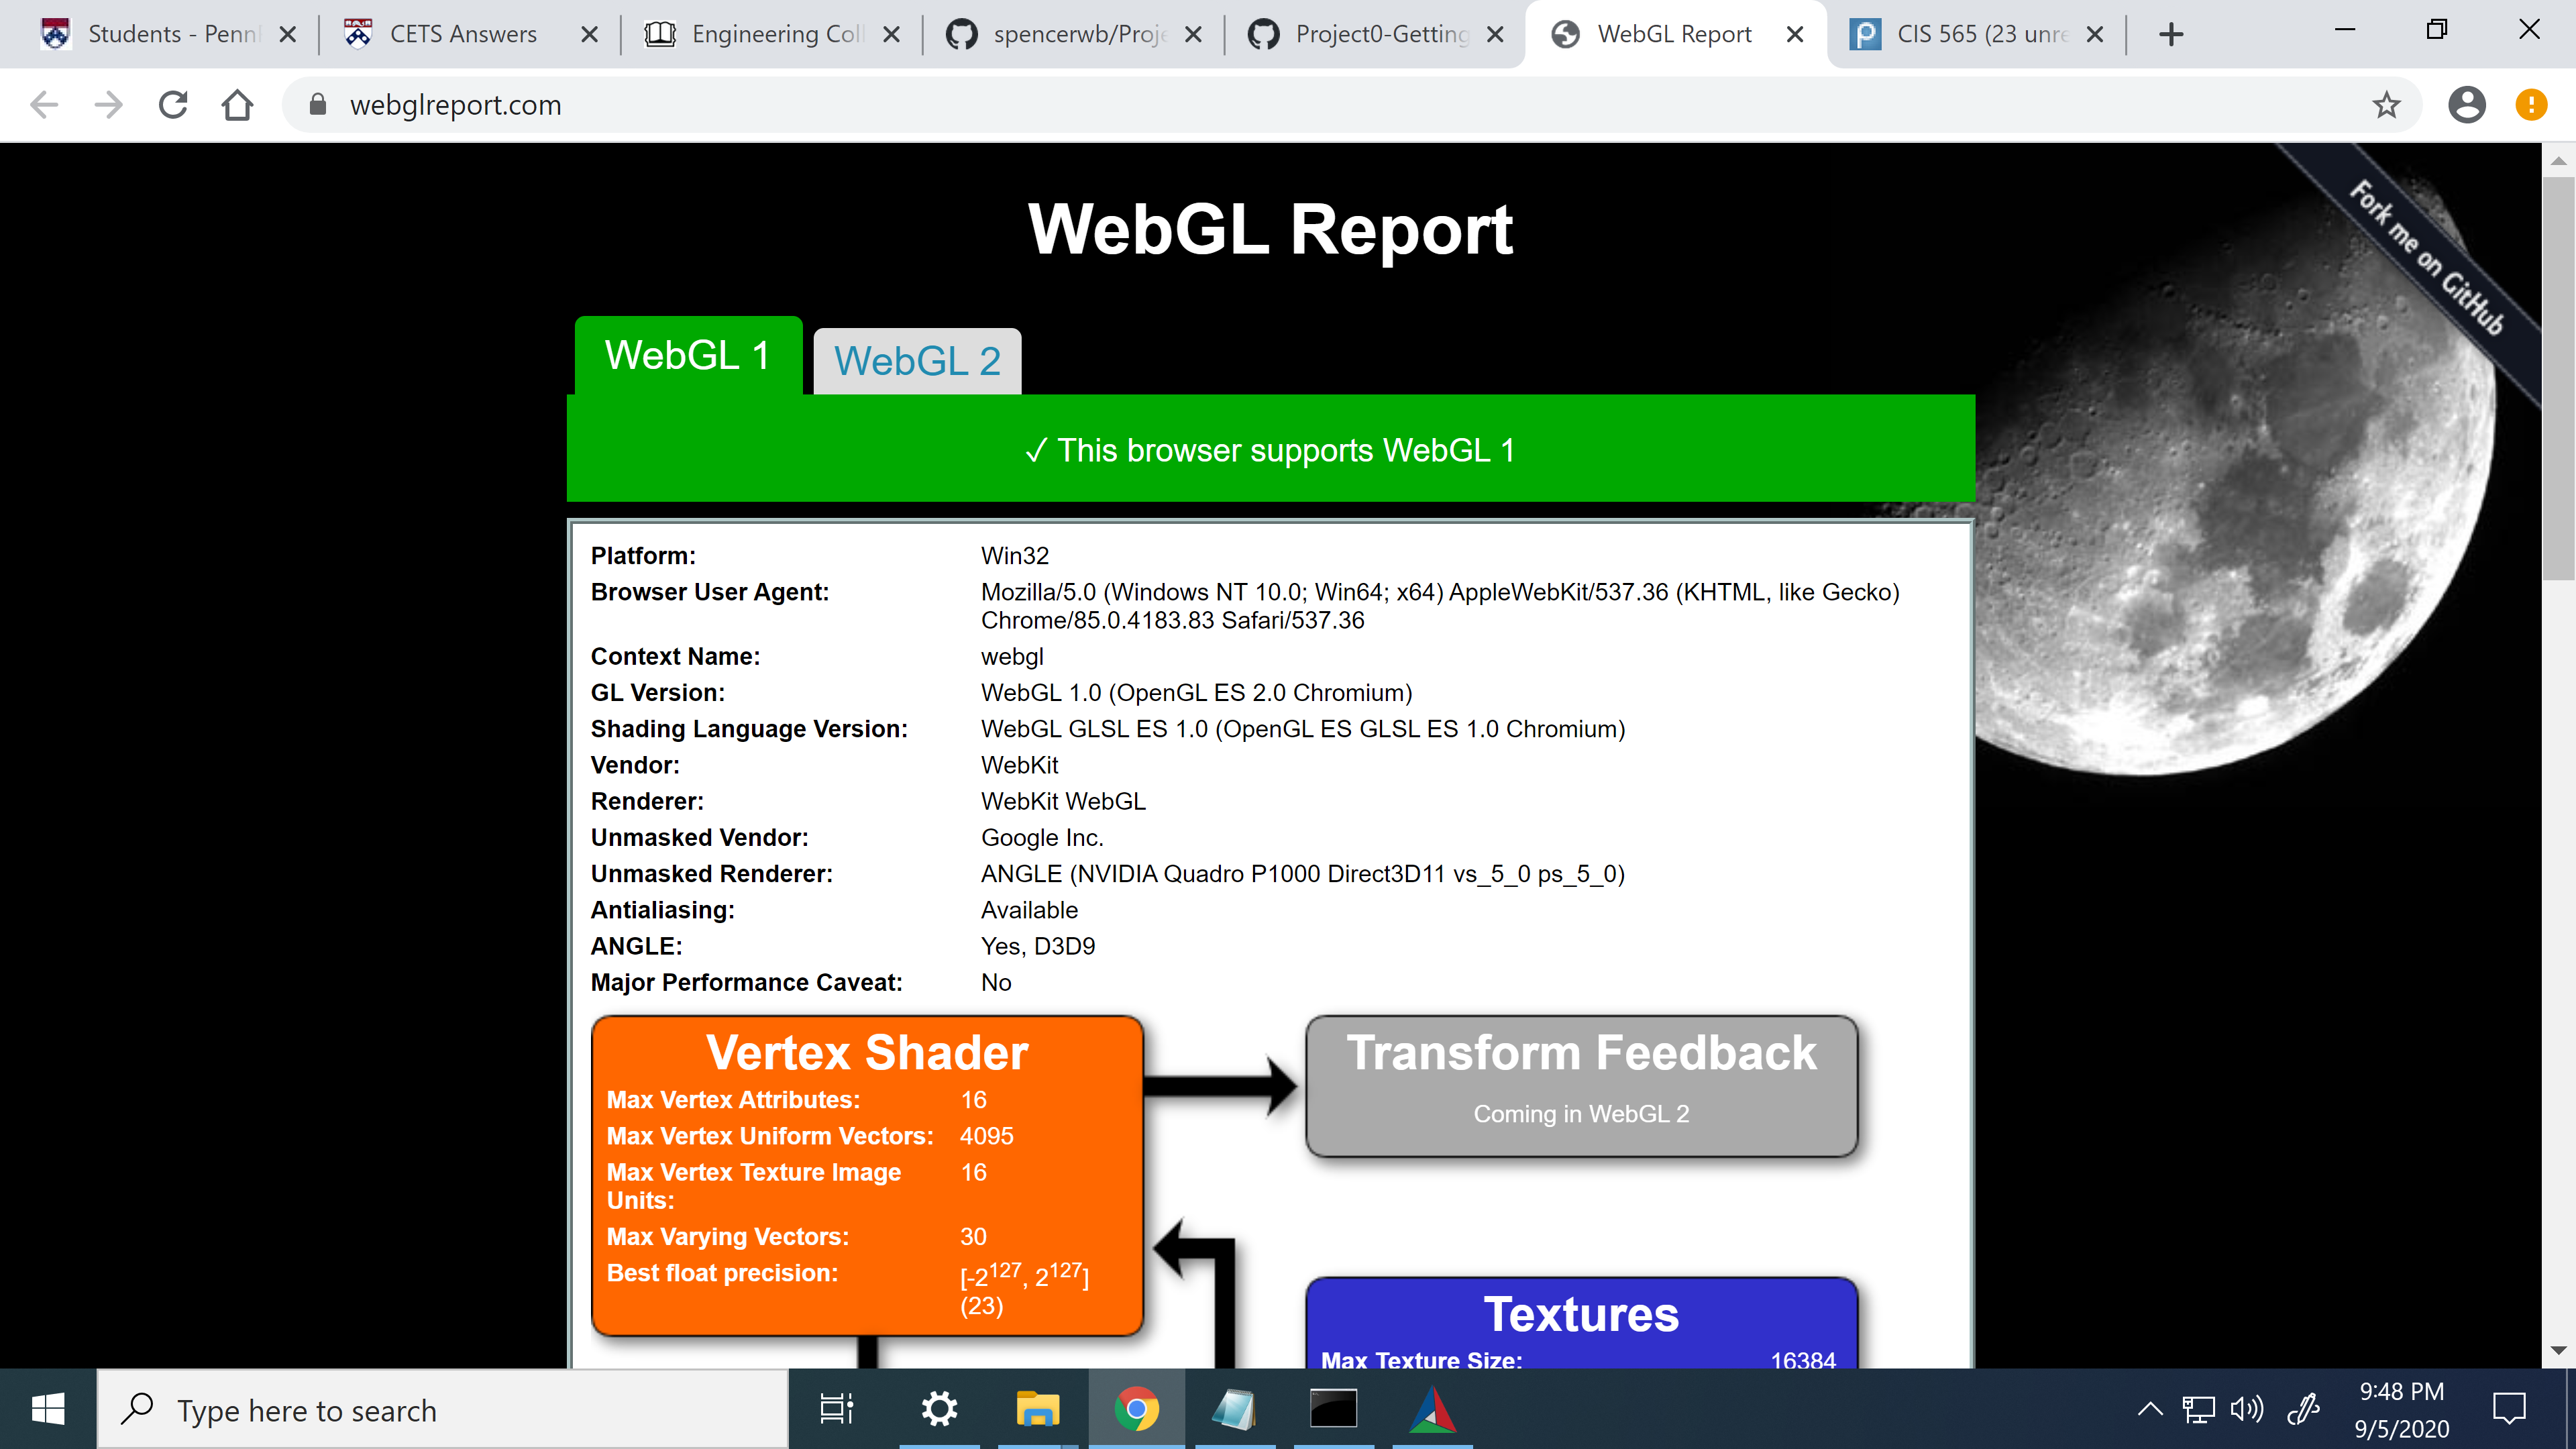 Students - Penn
CETS Answers
Engineering Col
spencerwb/Proje
Project0-Getting
WebGL Report
CIS 565 (23 unre
webglreport.com
Fork me on GitHub
WebGL Report
WebGL 1
WebGL 2
✓ This browser supports WebGL 1
Platform: Win32
Browser User Agent: Mozilla/5.0 (Windows NT 10.0; Win64; x64) AppleWebKit/537.36 (KHTML, like Gecko)
Chrome/85.0.4183.83 Safari/537.36
Context Name: webgl
GL Version: WebGL 1.0 (OpenGL ES 2.0 Chromium)
Shading Language Version: WebGL GLSL ES 1.0 (OpenGL ES GLSL ES 1.0 Chromium)
Vendor: WebKit
Renderer: WebKit WebGL
Unmasked Vendor: Google Inc.
Unmasked Renderer: ANGLE (NVIDIA Quadro P1000 Direct3D11 vs_5_0 ps_5_0)
Antialiasing: Available
ANGLE: Yes, D3D9
Major Performance Caveat: No
Vertex Shader
Max Vertex Attributes: 16
Max Vertex Uniform Vectors: 4095
Max Vertex Texture Image 16
Units:
Max Varying Vectors: 30
Best float precision: [-2^127, 2^127]
(23)
Transform Feedback
Coming in WebGL 2
Textures
Max Texture Size: 16384
Type here to search
9:48 PM
9/5/2020